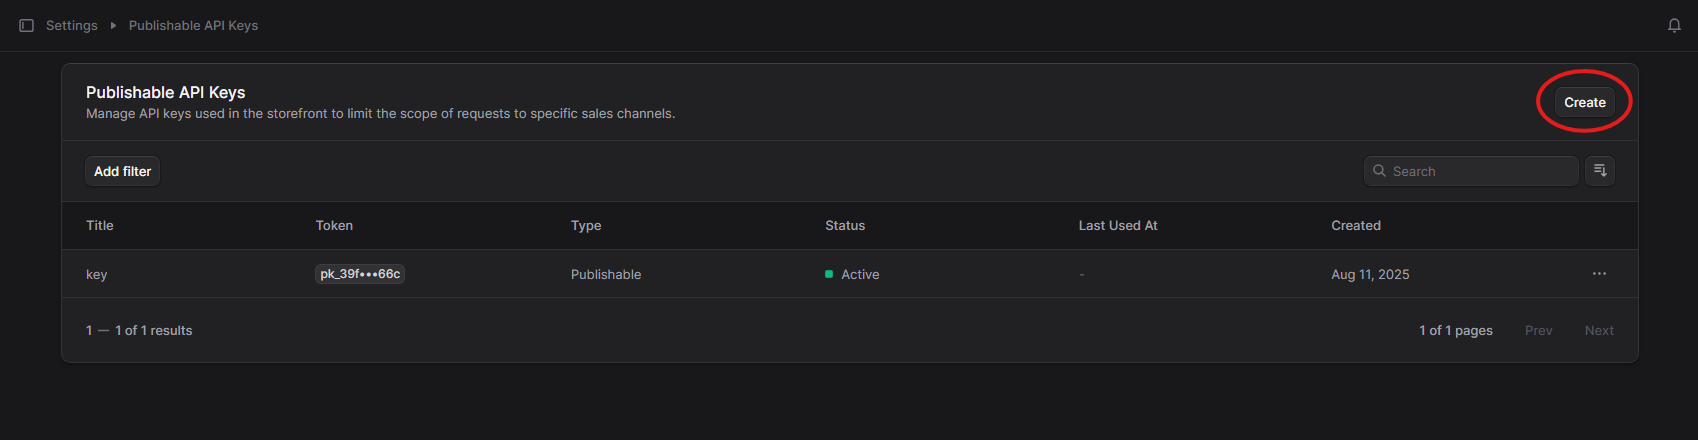 Settings Publishable API Keys
Publishable API Keys
Manage API keys used in the storefront to limit the scope of requests to specific sales channels.
Create
Add filter
Search
Title Token Type Status Last Used At Created
key pk_39f•••66c Publishable Active - Aug 11, 2025
1 — 1 of 1 results 1 of 1 pages Prev Next